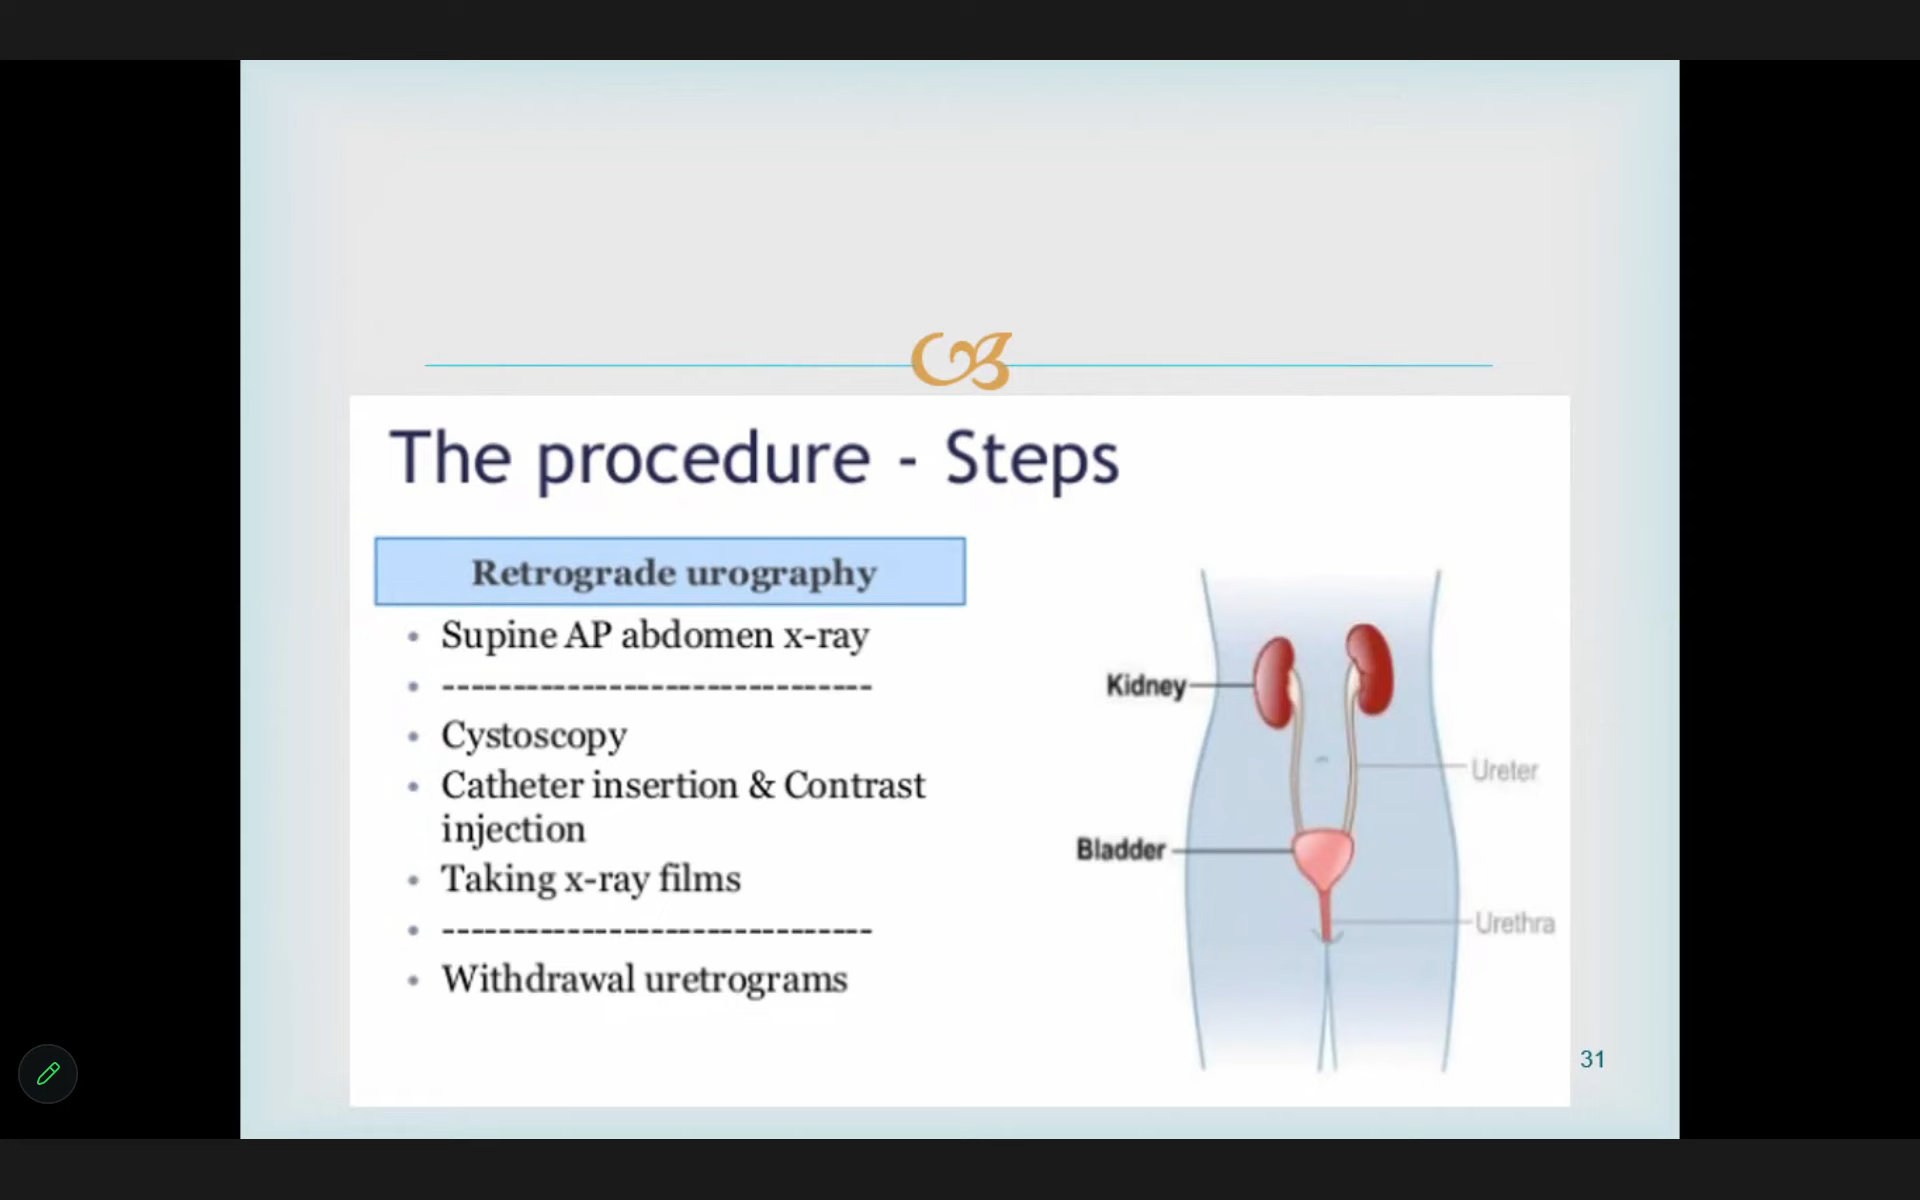 The procedure - Steps
Retrograde urography
• Supine AP abdomen x-ray
• ------------------------------
• Cystoscopy
• Catheter insertion & Contrast
injection
• Taking x-ray films
• ------------------------------
• Withdrawal uretrograms
Kidney
Ureter
Bladder
Urethra
31